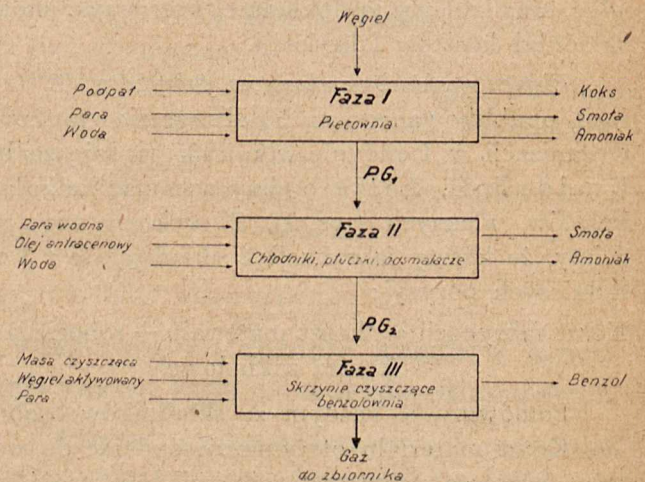 Węgiel
Podpał
Para
Woda
Faza I
Piecownia
Koks
Smoła
Amoniak
P.G₁
Para wodna
Olej antracenowy
Woda
Faza II
Chłodniki, płuczki, odsmalacze
Smoła
Amoniak
P.G₂
Masa czyszcząca
Węgiel aktywowany
Para
Faza III
Skrzynie czyszczące
benzolownia
Benzol
Gaz
do zbiornika